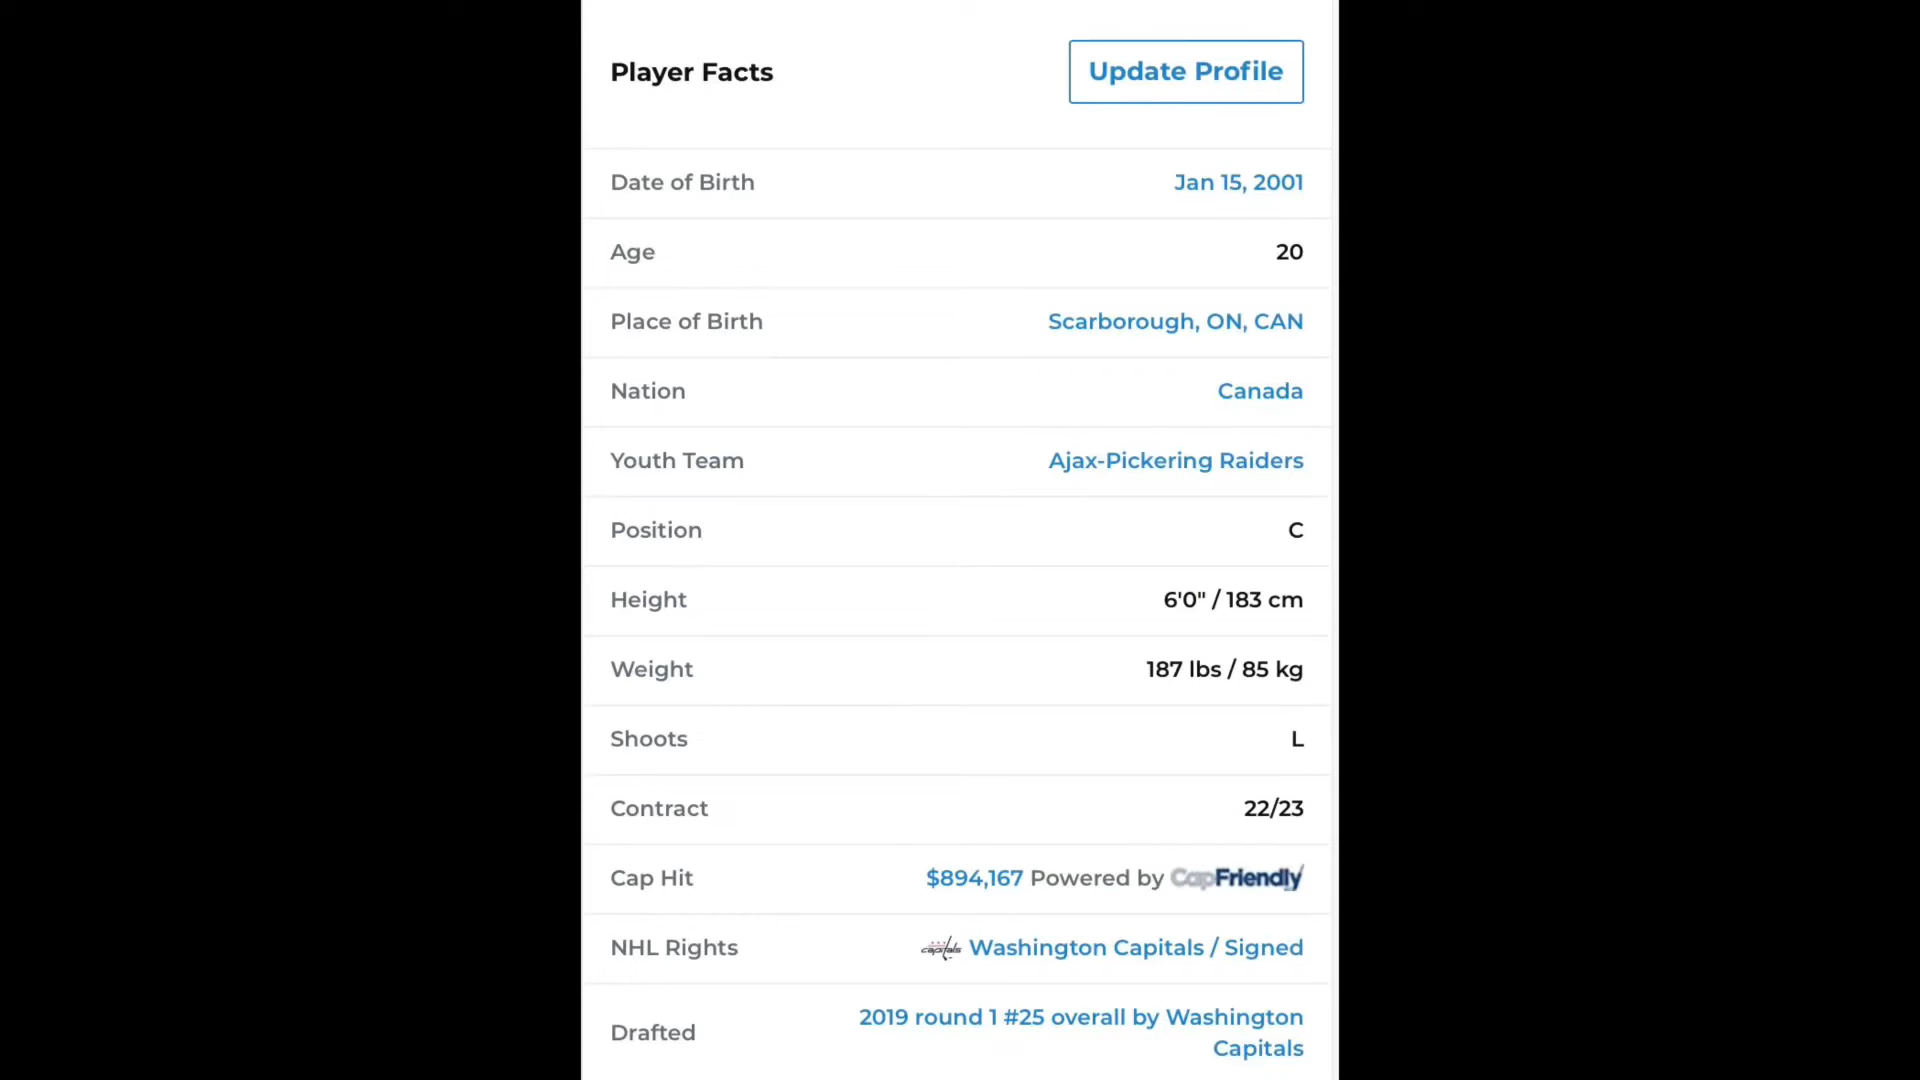 Player Facts
Update Profile
Date of Birth
Jan 15, 2001
Age
20
Place of Birth
Scarborough, ON, CAN
Nation
Canada
Youth Team
Ajax-Pickering Raiders
Position
C
Height
6'0" / 183 cm
Weight
187 lbs / 85 kg
Shoots
L
Contract
22/23
Cap Hit
$894,167 Powered by CapFriendly
NHL Rights
capitals Washington Capitals / Signed
Drafted
2019 round 1 #25 overall by Washington
Capitals